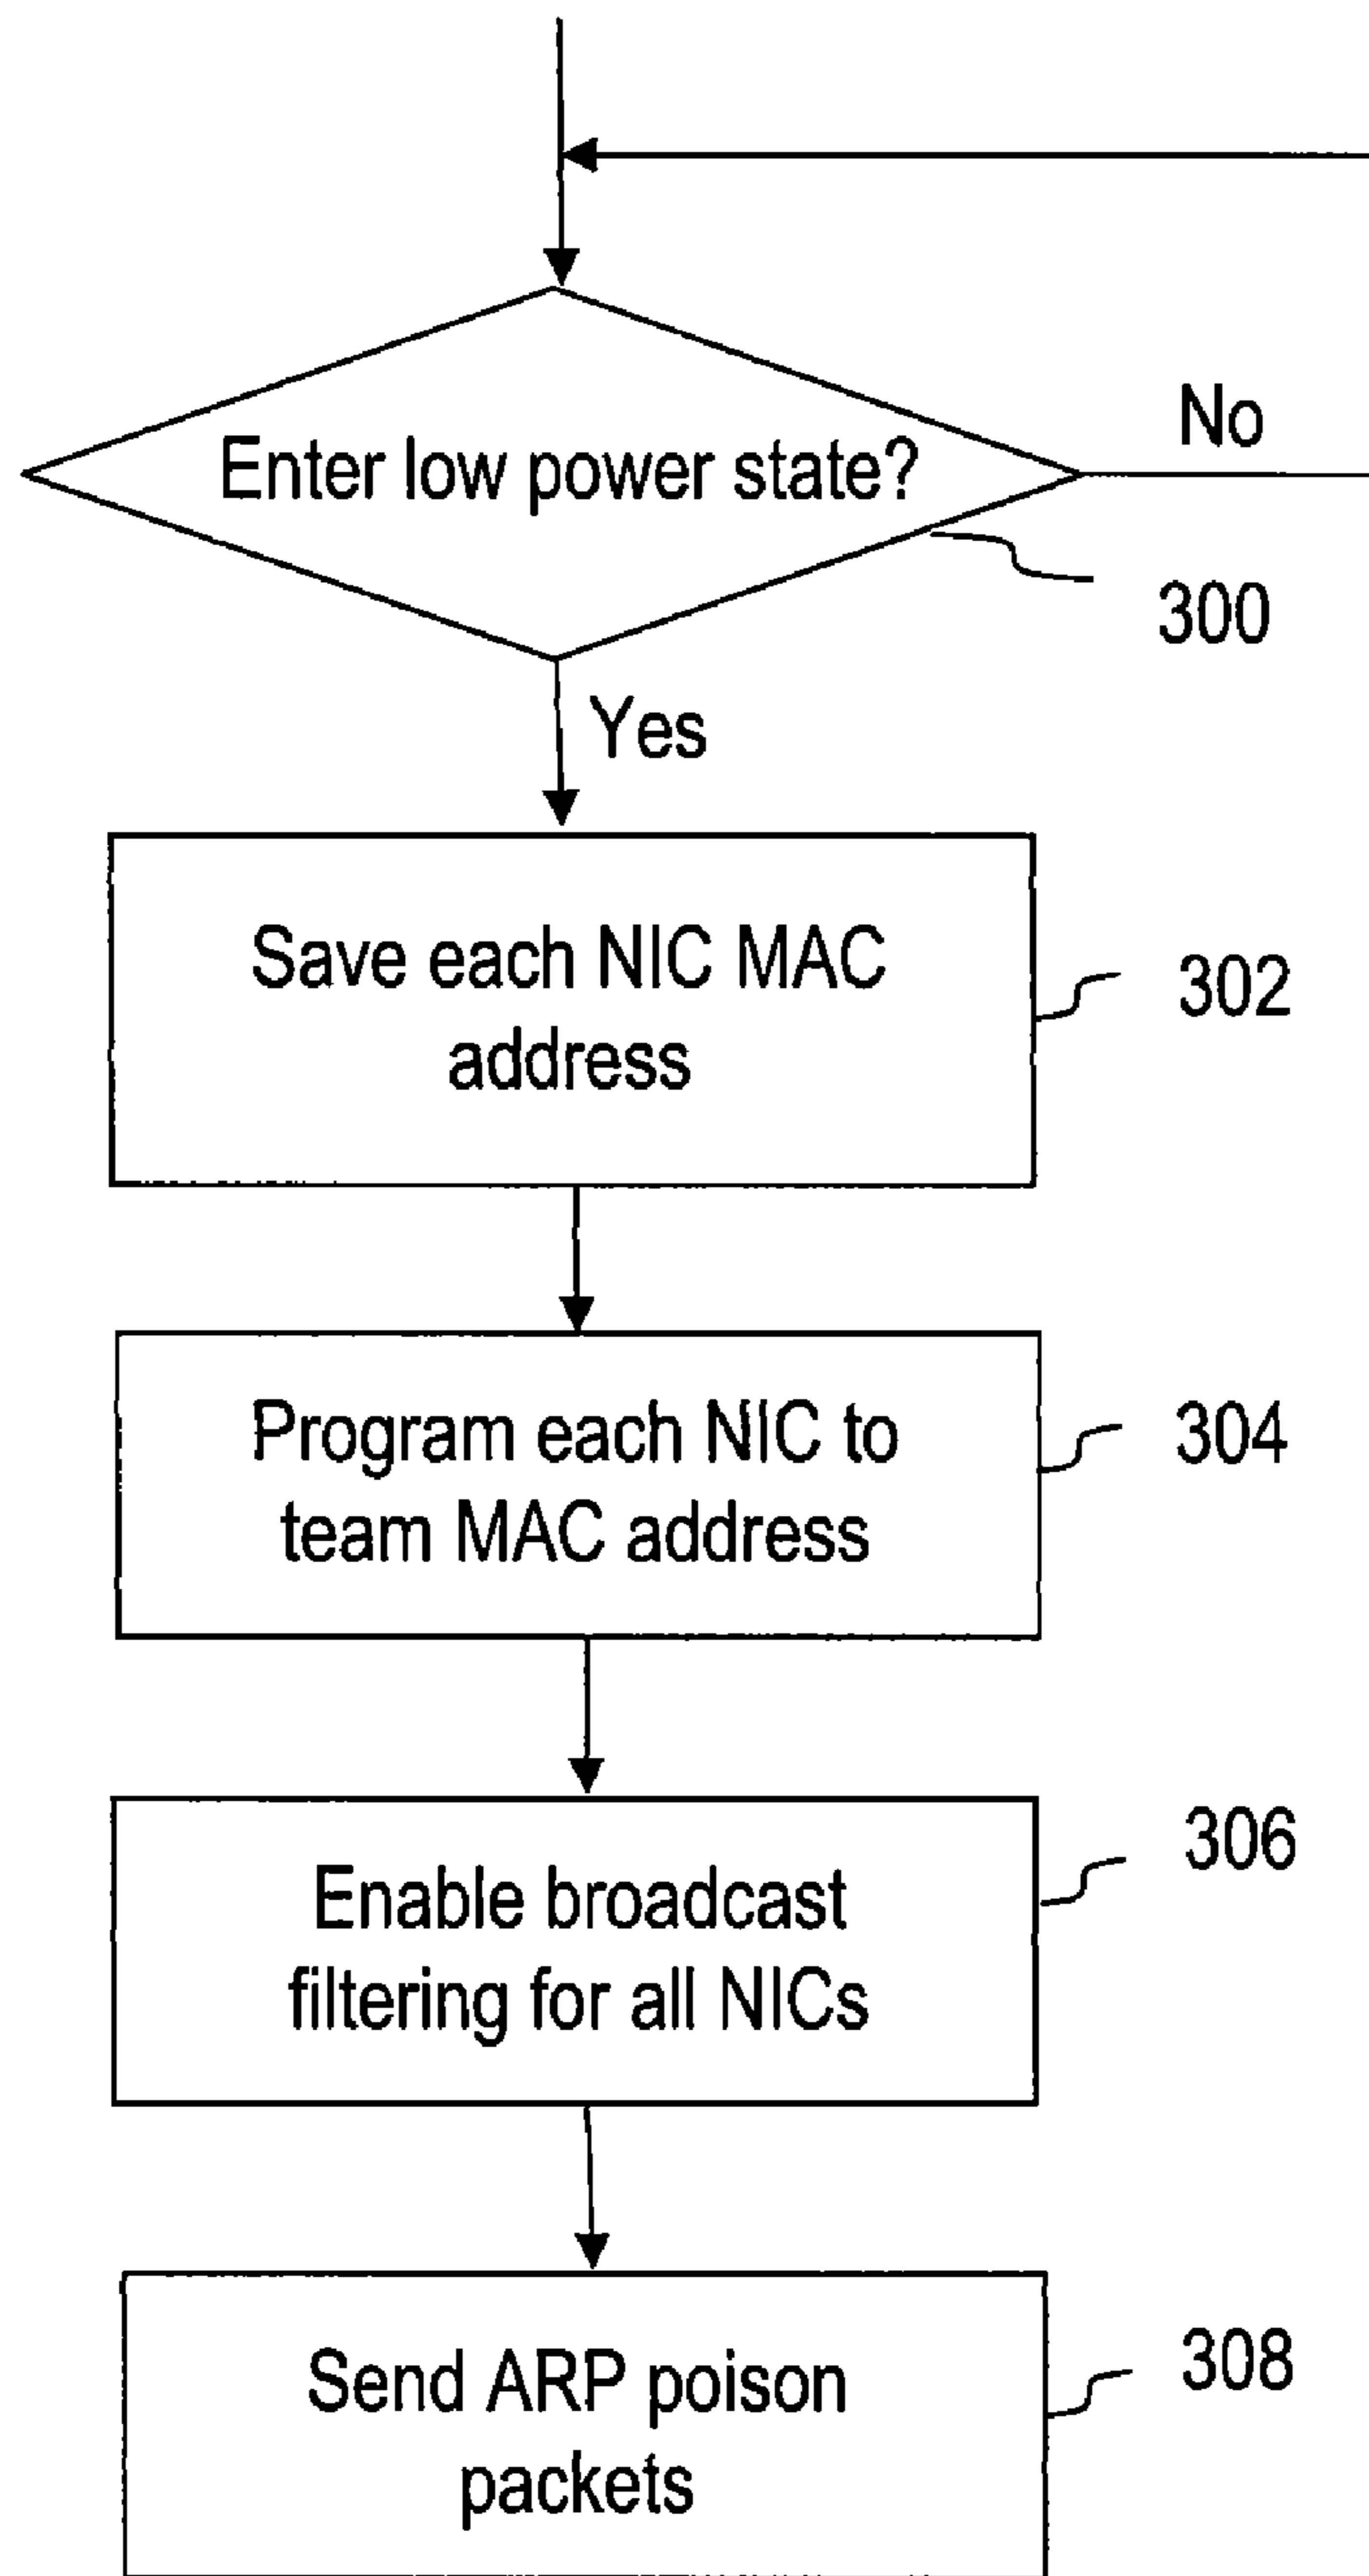 No
Enter low power state?
300
Yes
Save each NIC MAC
address
302
Program each NIC to
team MAC address
304
Enable broadcast
filtering for all NICs
306
Send ARP poison
packets
308